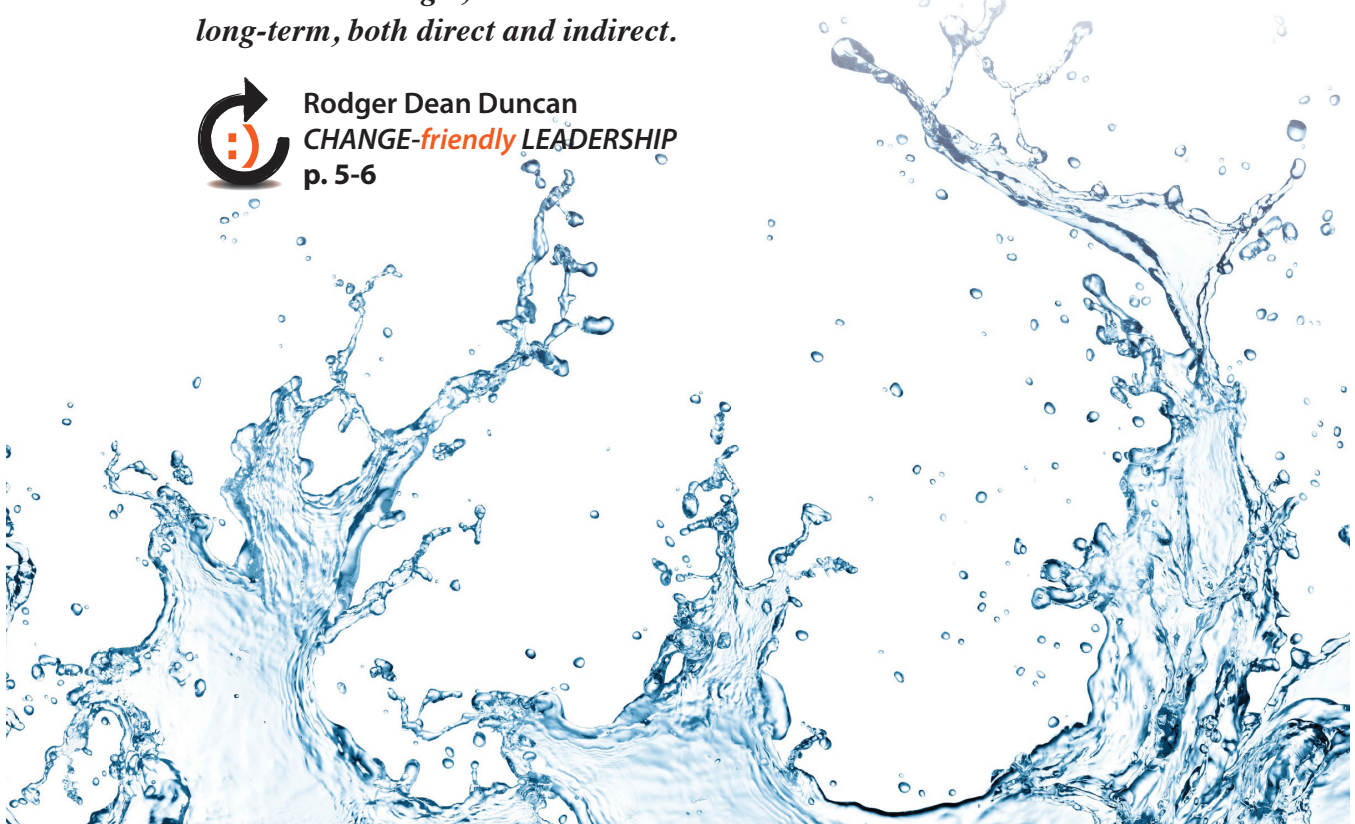 long-term, both direct and indirect.
:)
Rodger Dean Duncan
CHANGE-friendly LEADERSHIP
p. 5-6